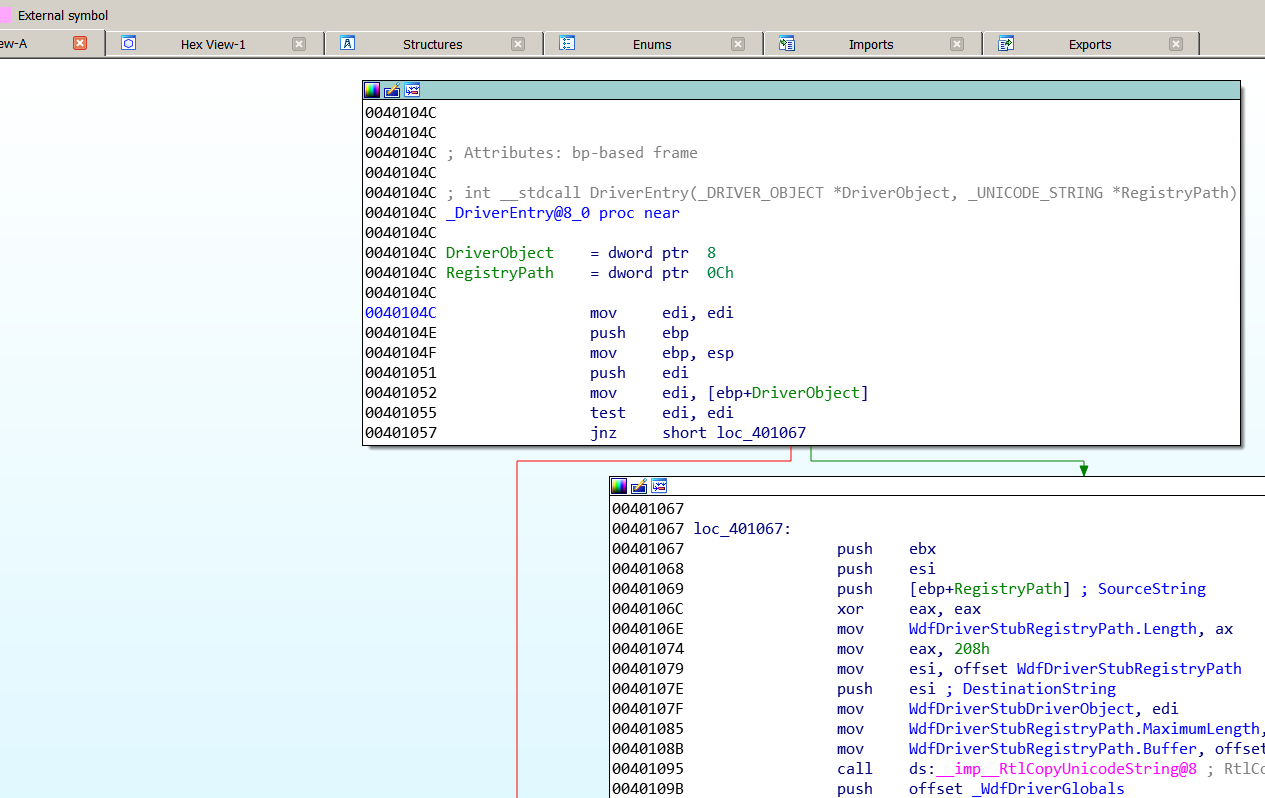 External symbol
ew-A Hex View-1 Structures Enums Imports Exports
0040104C
0040104C
0040104C ; Attributes: bp-based frame
0040104C
0040104C ; int __stdcall DriverEntry(_DRIVER_OBJECT *DriverObject, _UNICODE_STRING *RegistryPath)
0040104C _DriverEntry@8_0 proc near
0040104C
0040104C DriverObject = dword ptr 8
0040104C RegistryPath = dword ptr 0Ch
0040104C
0040104C mov edi, edi
0040104E push ebp
0040104F mov ebp, esp
00401051 push edi
00401052 mov edi, [ebp+DriverObject]
00401055 test edi, edi
00401057 jnz short loc_401067
00401067
00401067 loc_401067:
00401067 push ebx
00401068 push esi
00401069 push [ebp+RegistryPath] ; SourceString
0040106C xor eax, eax
0040106E mov WdfDriverStubRegistryPath.Length, ax
00401074 mov eax, 208h
00401079 mov esi, offset WdfDriverStubRegistryPath
0040107E push esi ; DestinationString
0040107F mov WdfDriverStubDriverObject, edi
00401085 mov WdfDriverStubRegistryPath.MaximumLength,
0040108B mov WdfDriverStubRegistryPath.Buffer, offset
00401095 call ds:__imp__RtlCopyUnicodeString@8 ; RtlCo
0040109B push offset _WdfDriverGlobals